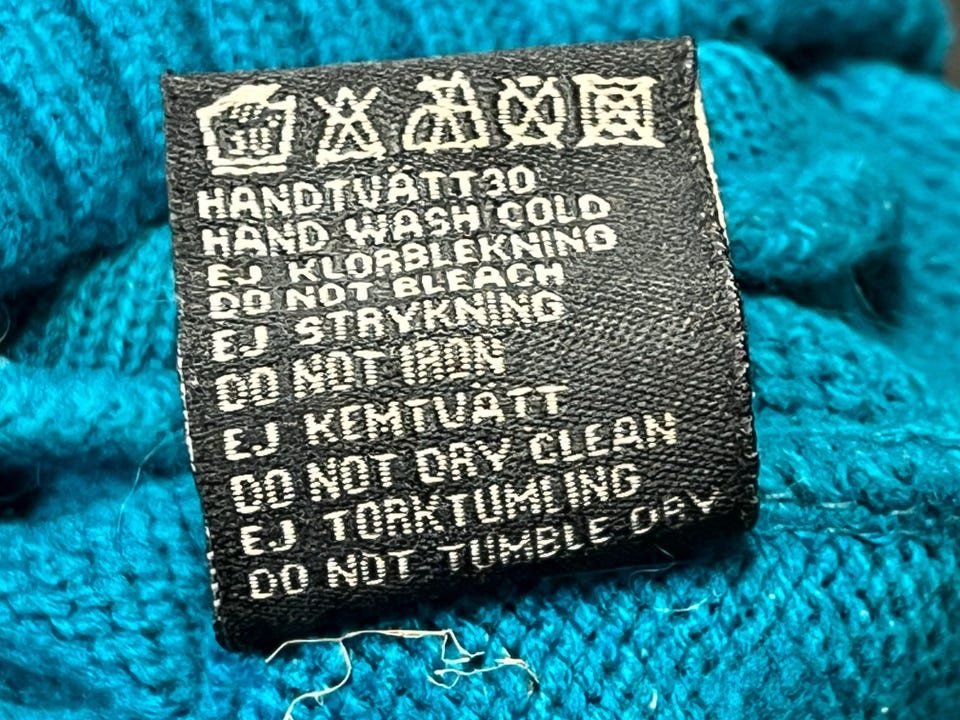 30
HANDTVÄTT30
HAND WASH COLD
EJ KLORBLEKNING
DO NOT BLEACH
EJ STRYKNING
DO NOT IRON
EJ KEMTVÄTT
DO NOT DRY CLEAN
EJ TORKTUMLING
DO NOT TUMBLE DRY